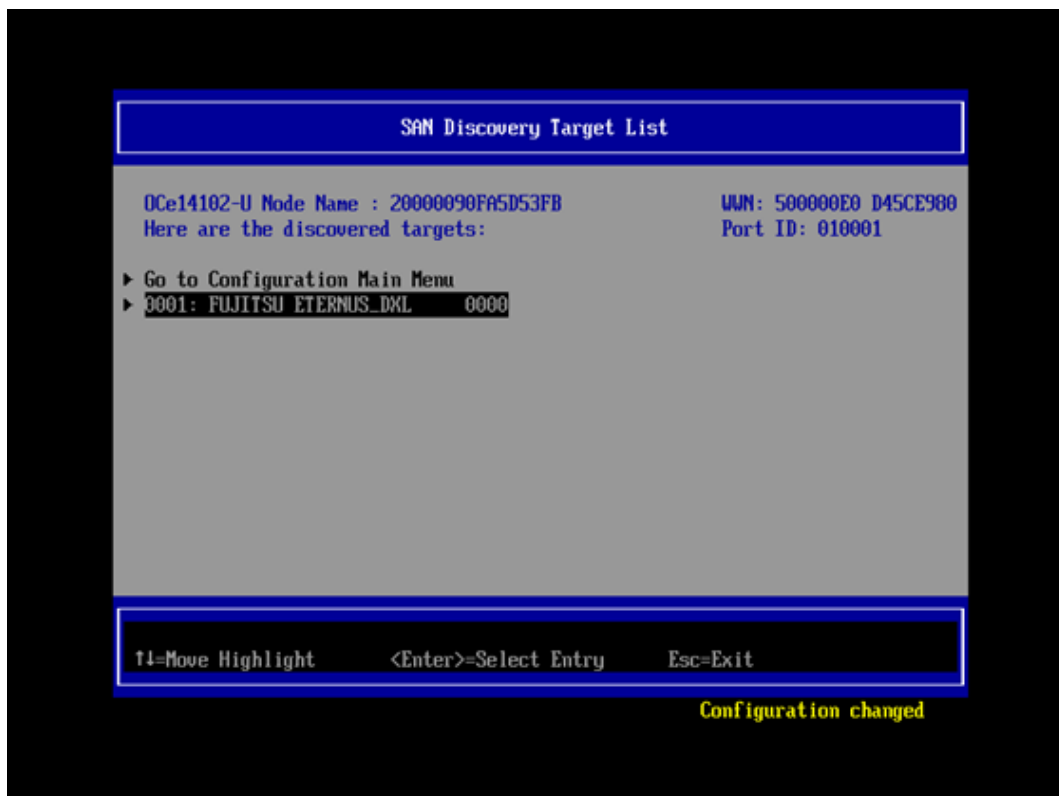 SAN Discovery Target List
OCe14102-U Node Name : 20000090FA5D53FB WWN: 500000E0 D45CE980
Here are the discovered targets: Port ID: 010001
▶ Go to Configuration Main Menu
▶ 0001: FUJITSU ETERNUS_DXL 0000
↑↓=Move Highlight <Enter>=Select Entry Esc=Exit
Configuration changed